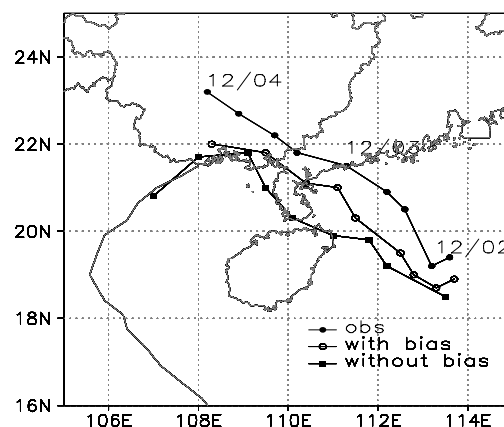 24N
12/04
22N
12/03
20N
12/02
18N
obs
with bias
without bias
16N
106E 108E 110E 112E 114E